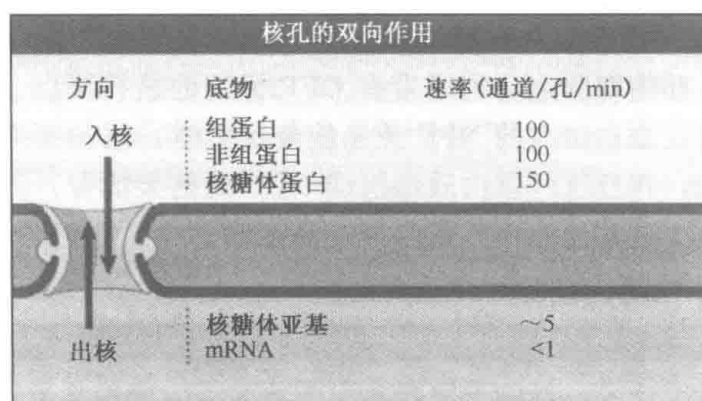 核孔的双向作用
方向 底物 速率(通道/孔/min)
入核 组蛋白 100
非组蛋白 100
核糖体蛋白 150
核糖体亚基 ～5
出核 mRNA <1